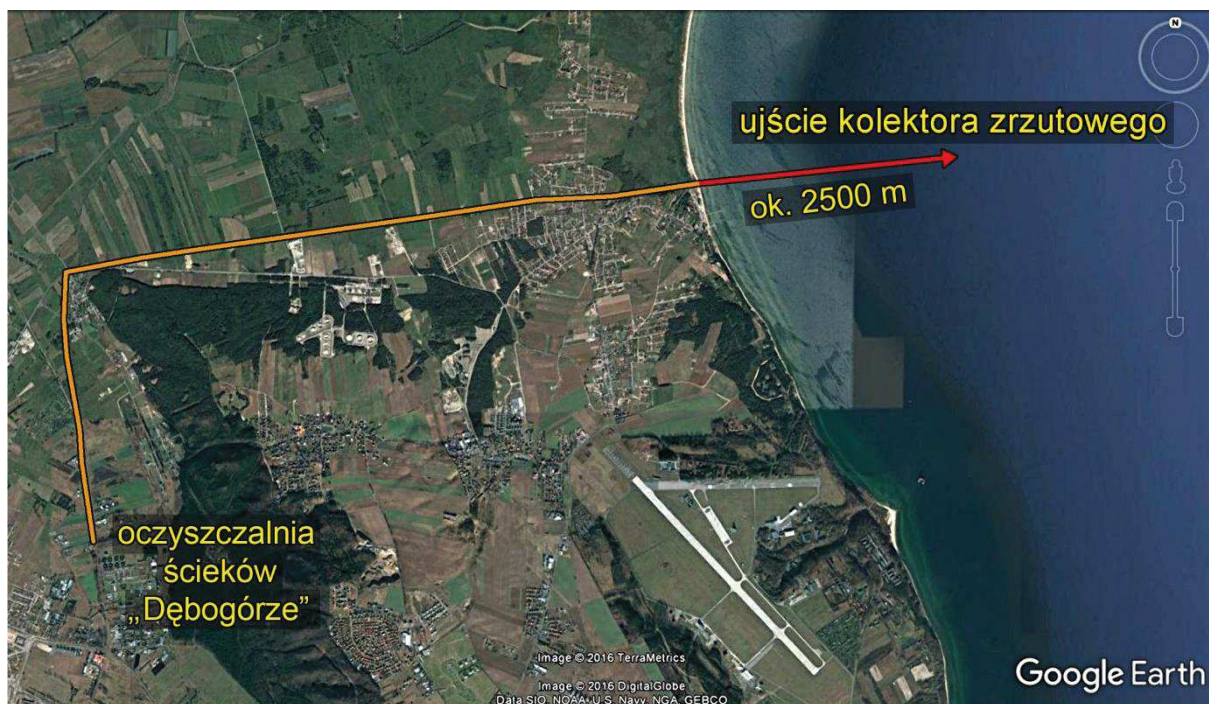 N
ujście kolektora zrzutowego
ok. 2500 m
oczyszczalnia
ścieków
„Dębogórze”
Image © 2016 TerraMetrics
Image © 2016 DigitalGlobe
Data SIO, NOAA, U.S. Navy, NGA, GEBCO
Google Earth